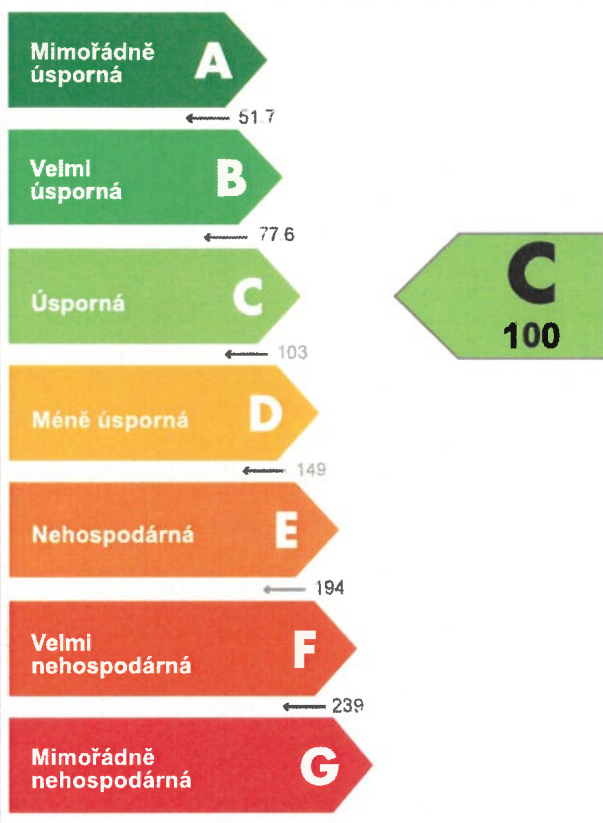 Mimořádně
úsporná
A
51.7
Velmi
úsporná
B
77.6
Úsporná
C
103
C
100
Méně úsporná
D
149
Nehospodárná
E
194
Velmi
nehospodárná
F
239
Mimořádně
nehospodárná
G